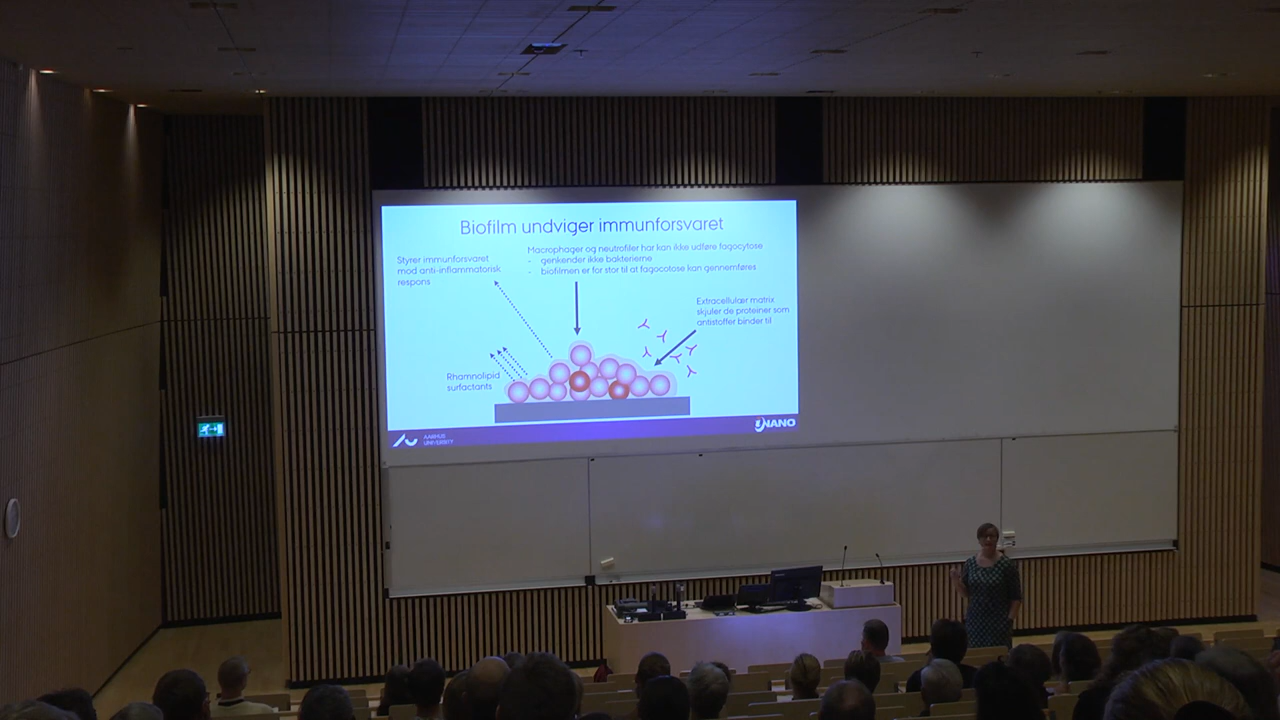 Biofilm undviger immunforsvaret
Macrophager og neutrofiler har kan ikke udføre fagocytose
- genkender ikke bakterierne
- biofilmen er for stor til at fagocotose kan gennemføres
Styrer immunforsvaret
mod anti-inflammatorisk
respons
Extracellulær matrix
skjuler de proteiner som
antistoffer binder til
Rhamnolipid
surfactants
AARHUS
UNIVERSITY
iNANO